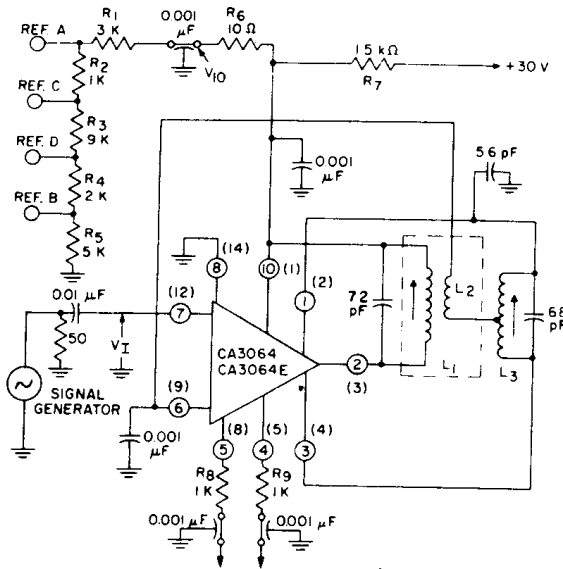 REF. A
R1
3 K
0.001
µF
R6
10 Ω
V10
15 kΩ
R7
+30 V
R2
1K
REF. C
R3
9 K
REF. D
R4
2 K
REF. B
R5
5 K
0.001
µF
56 pF
(14)
8
10 (1)
(2)
1
72
pF
L2
L1
L3
68
pF
0.01 µF
(12)
7
50
VI
SIGNAL
GENERATOR
CA3064
CA3064E
2
(3)
(9)
6
0.001
µF
(8)
5
(5)
4
(4)
3
R8
1 K
R9
1K
0.001 µF
0.001 µF